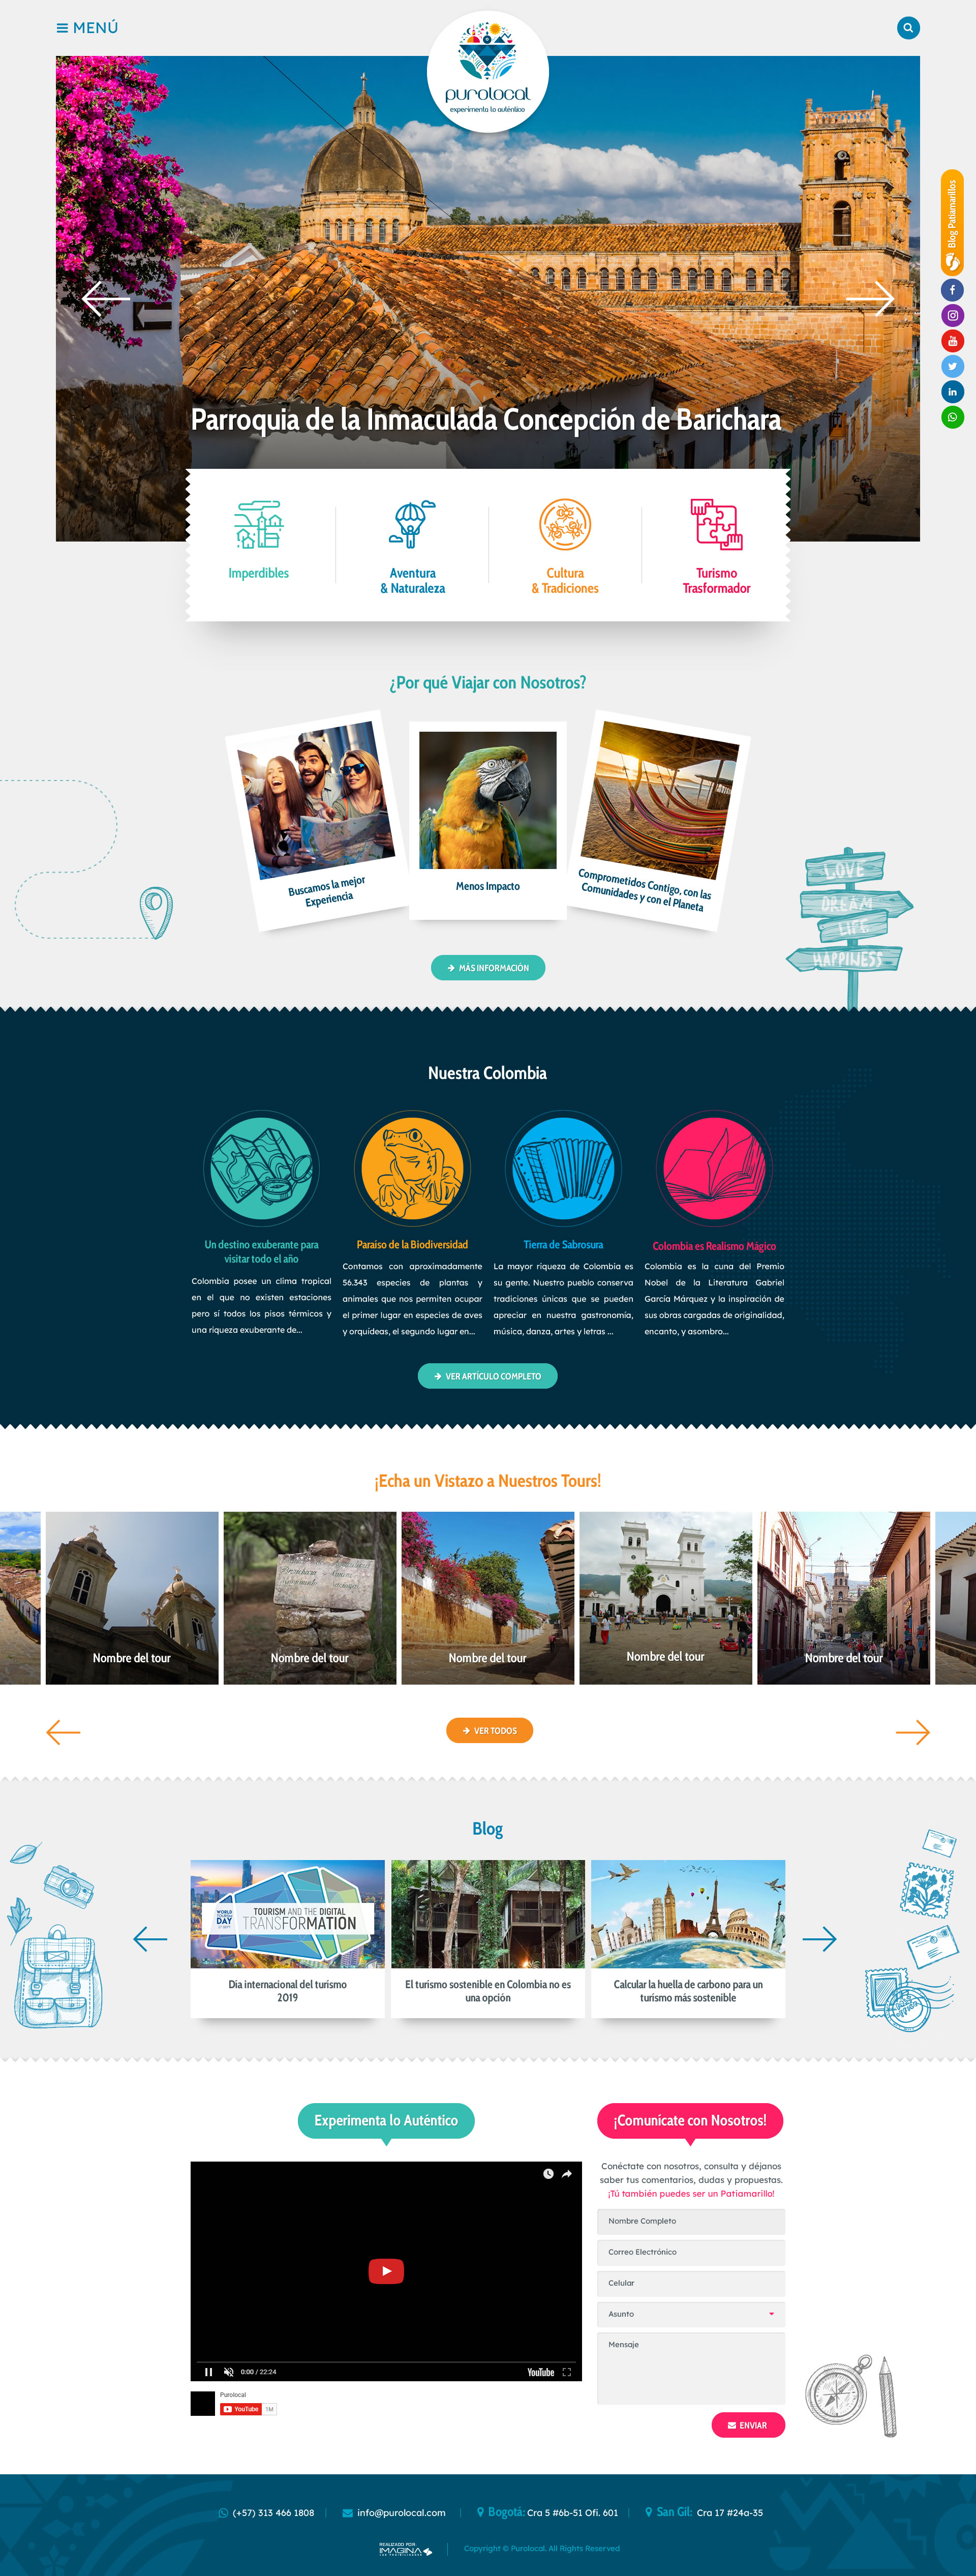 MENÚ
purolocal
experimenta lo auténtico
Blog Patiamarillos
Parroquia de la Inmaculada Concepción de Barichara
Imperdibles
Aventura
& Naturaleza
Cultura
& Tradiciones
Turismo
Trasformador
¿Por qué Viajar con Nosotros?
Buscamos la mejor
Experiencia
Menos Impacto
Comprometidos Contigo, con las
Comunidades y con el Planeta
LOVE
DREAM
LIFE
HAPPINESS
MÁS INFORMACIÓN
Nuestra Colombia
Un destino exuberante para
visitar todo el año
Colombia posee un clima tropical
en el que no existen estaciones
pero sí todos los pisos térmicos y
una riqueza exuberante de...
Paraiso de la Biodiversidad
Contamos con aproximadamente
56.343 especies de plantas y
animales que nos permiten ocupar
el primer lugar en especies de aves
y orquídeas, el segundo lugar en...
Tierra de Sabrosura
La mayor riqueza de Colombia es
su gente. Nuestro pueblo conserva
tradiciones únicas que se pueden
apreciar en nuestra gastronomía,
música, danza, artes y letras ...
Colombia es Realismo Mágico
Colombia es la cuna del Premio
Nobel de la Literatura Gabriel
García Márquez y la inspiración de
sus obras cargadas de originalidad,
encanto, y asombro...
VER ARTÍCULO COMPLETO
¡Echa un Vistazo a Nuestros Tours!
Nombre del tour
Nombre del tour
Nombre del tour
Nombre del tour
Nombre del tour
VER TODOS
Blog
WORLD
TOURISM
DAY
TOURISM AND THE DIGITAL
TRANSFORMATION
Dia internacional del turismo
2019
El turismo sostenible en Colombia no es
una opción
Calcular la huella de carbono para un
turismo más sostenible
Experimenta lo Auténtico
0:00 / 22:24
YouTube
Purolocal
YouTube
1M
¡Comunícate con Nosotros!
Conéctate con nosotros, consulta y déjanos
saber tus comentarios, dudas y propuestas.
¡Tú también puedes ser un Patiamarillo!
Nombre Completo
Correo Electrónico
Celular
Asunto
Mensaje
ENVIAR
(+57) 313 466 1808
info@purolocal.com
Bogotá: Cra 5 #6b-51 Ofi. 601
San Gil: Cra 17 #24a-35
REALIZADO POR:
IMAGINA
Copyright © Purolocal. All Rights Reserved